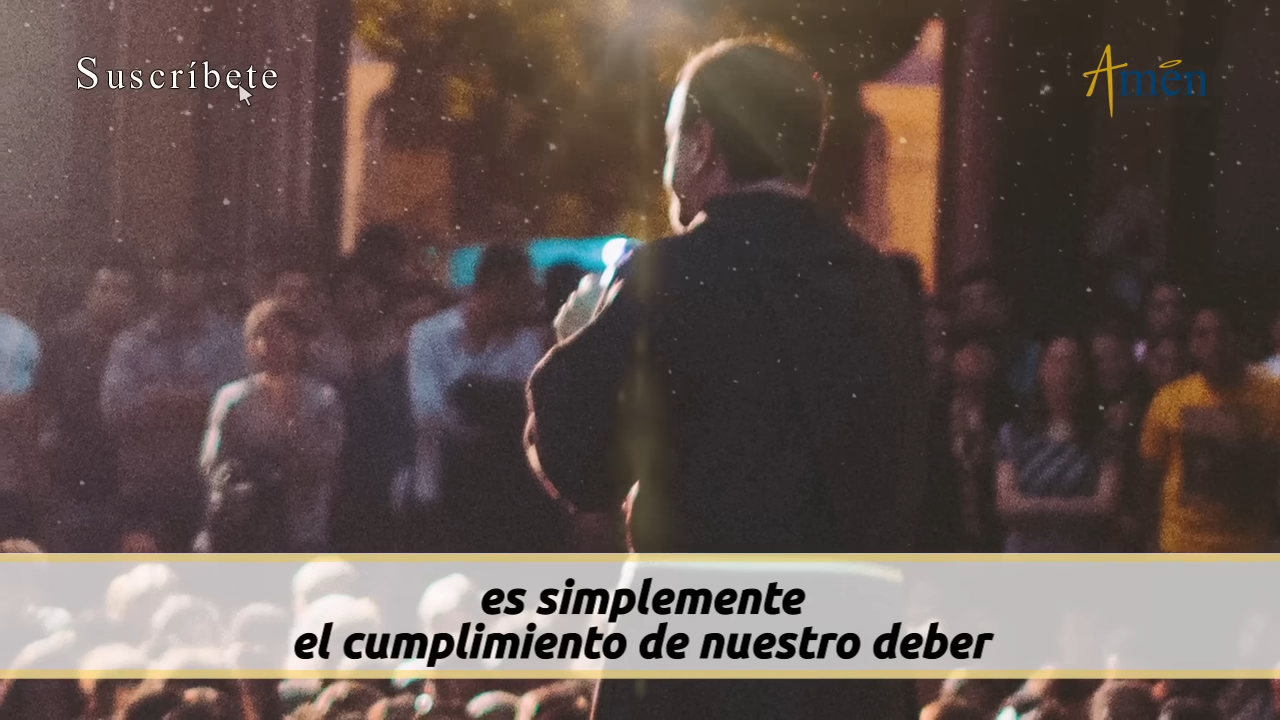 Suscríbete
Amén
es simplemente
el cumplimiento de nuestro deber